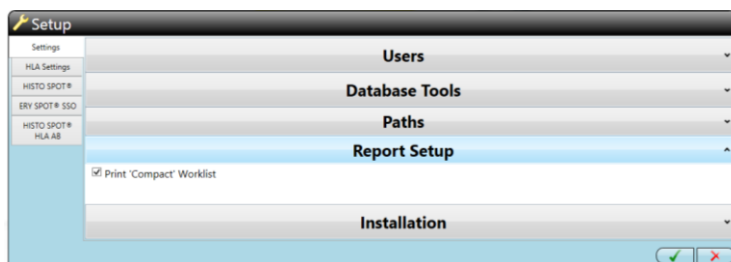 Setup
Settings
HLA Settings
HISTO SPOT®
ERY SPOT® SSO
HISTO SPOT®
HLA AB
Users
Database Tools
Paths
Report Setup
Print 'Compact' Worklist
Installation